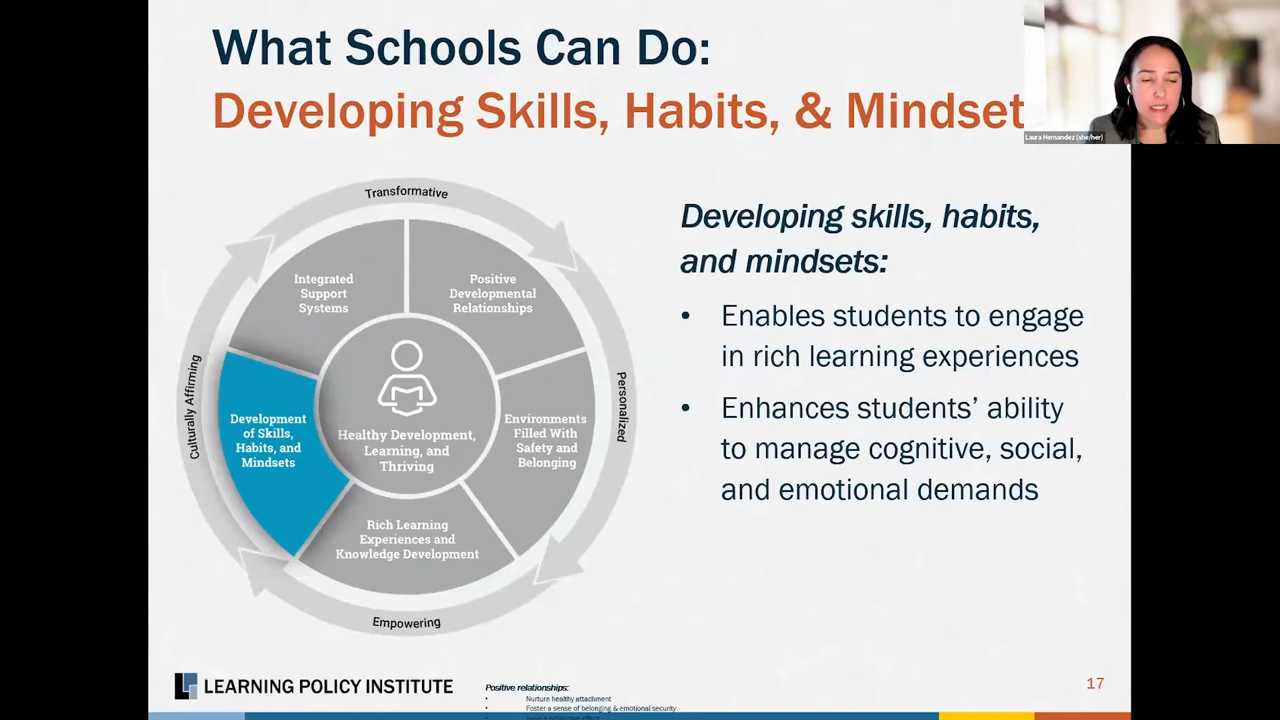 What Schools Can Do:
Developing Skills, Habits, & Mindset
Laura Hernandez (she/her)
Transformative
Integrated
Support
Systems
Positive
Developmental
Relationships
Culturally Affirming
Personalized
Development
of Skills,
Habits, and
Mindsets
Healthy Development,
Learning, and
Thriving
Environments
Filled With
Safety and
Belonging
Rich Learning
Experiences and
Knowledge Development
Empowering
Developing skills, habits,
and mindsets:
• Enables students to engage
in rich learning experiences
• Enhances students’ ability
to manage cognitive, social,
and emotional demands
LEARNING POLICY INSTITUTE
Positive relationships:
• Nurture healthy attachment
• Foster a sense of belonging & emotional security
17